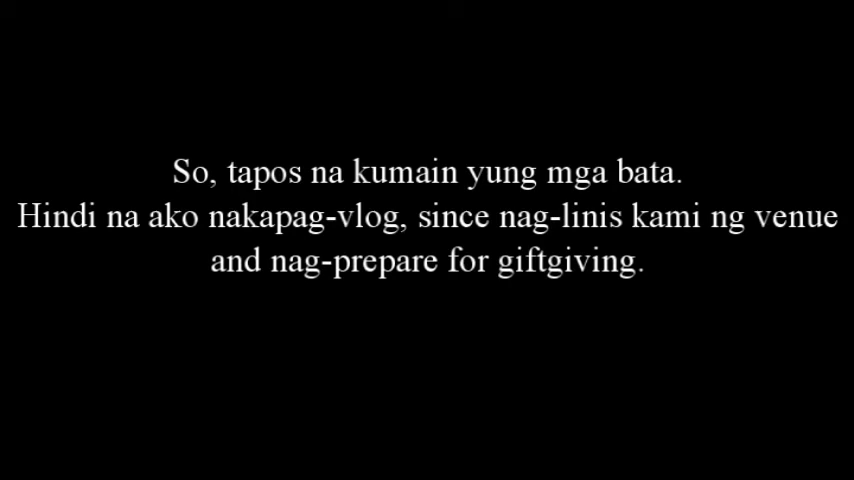 So, tapos na kumain yung mga bata.
Hindi na ako nakapag-vlog, since nag-linis kami ng venue
and nag-prepare for giftgiving.